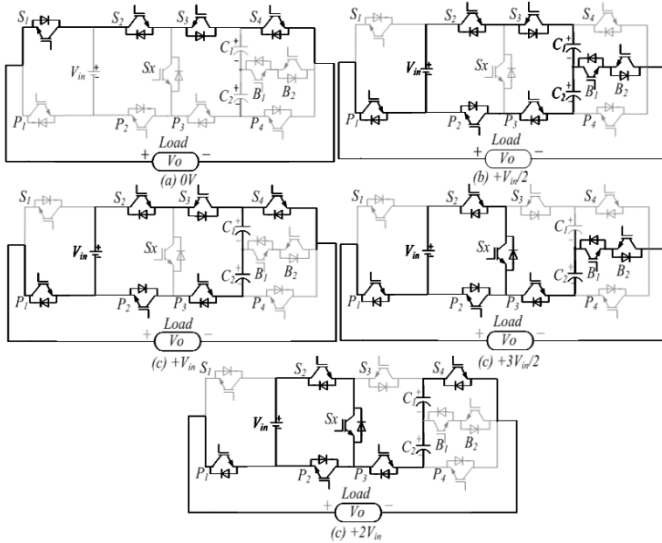 S1 S2 S3 S4
C1
Vin Sx
B1 B2
C2
P1 P2 P3 P4
Load
+ Vo −
(a) 0V
S1 S2 S3 S4
C1
Vin Sx
B1 B2
C2
P1 P2 P3 P4
Load
+ Vo −
(b) +Vin/2
S1 S2 S3 S4
C1
Vin Sx
B1 B2
C2
P1 P2 P3 P4
Load
+ Vo −
(c) +Vin
S1 S2 S3 S4
C1
Vin Sx
B1 B2
C2
P1 P2 P3 P4
Load
+ Vo −
(c) +3Vin/2
S1 S2 S3 S4
C1
Vin Sx
B1 B2
C2
P1 P2 P3 P4
Load
+ Vo −
(c) +2Vin